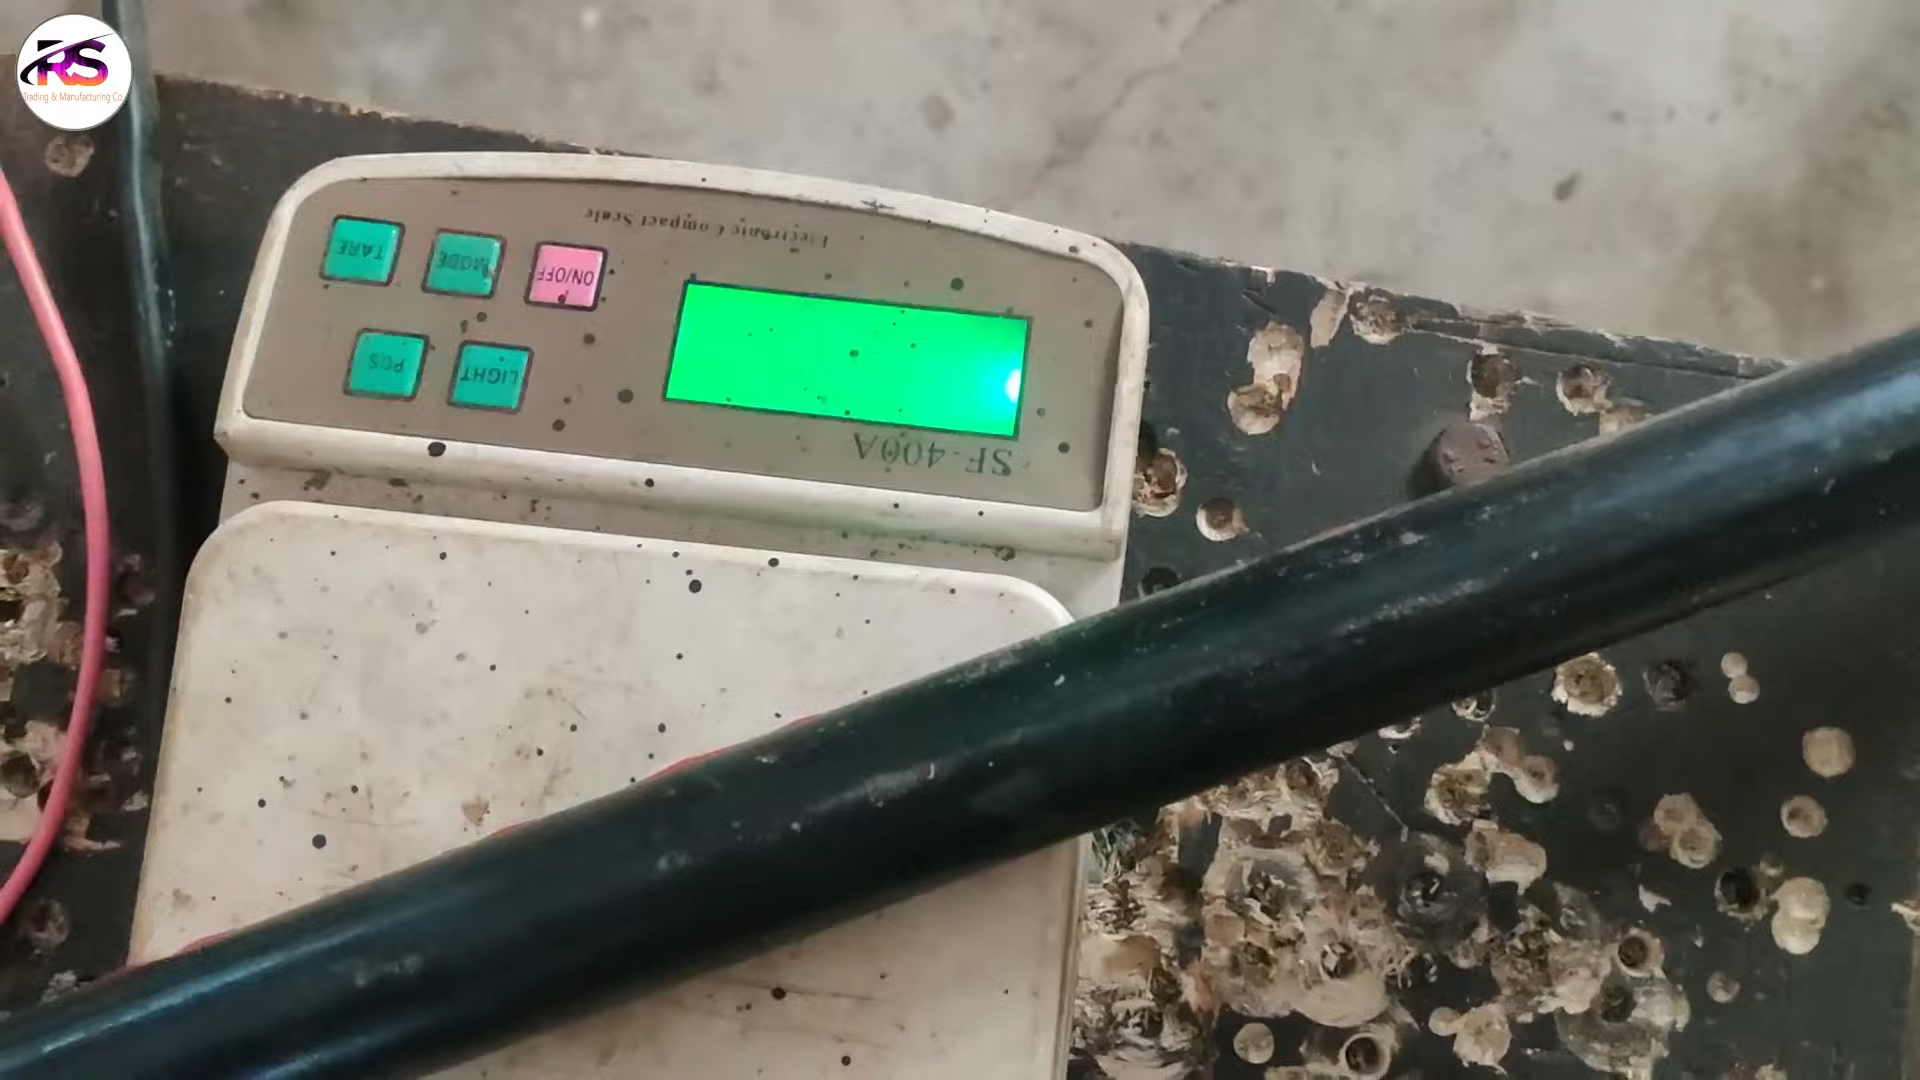 RS
Trading & Manufacturing Co.
Electronic Compact Scale
TARE
MODE
ON/OFF
PCS
LIGHT
SF-400A